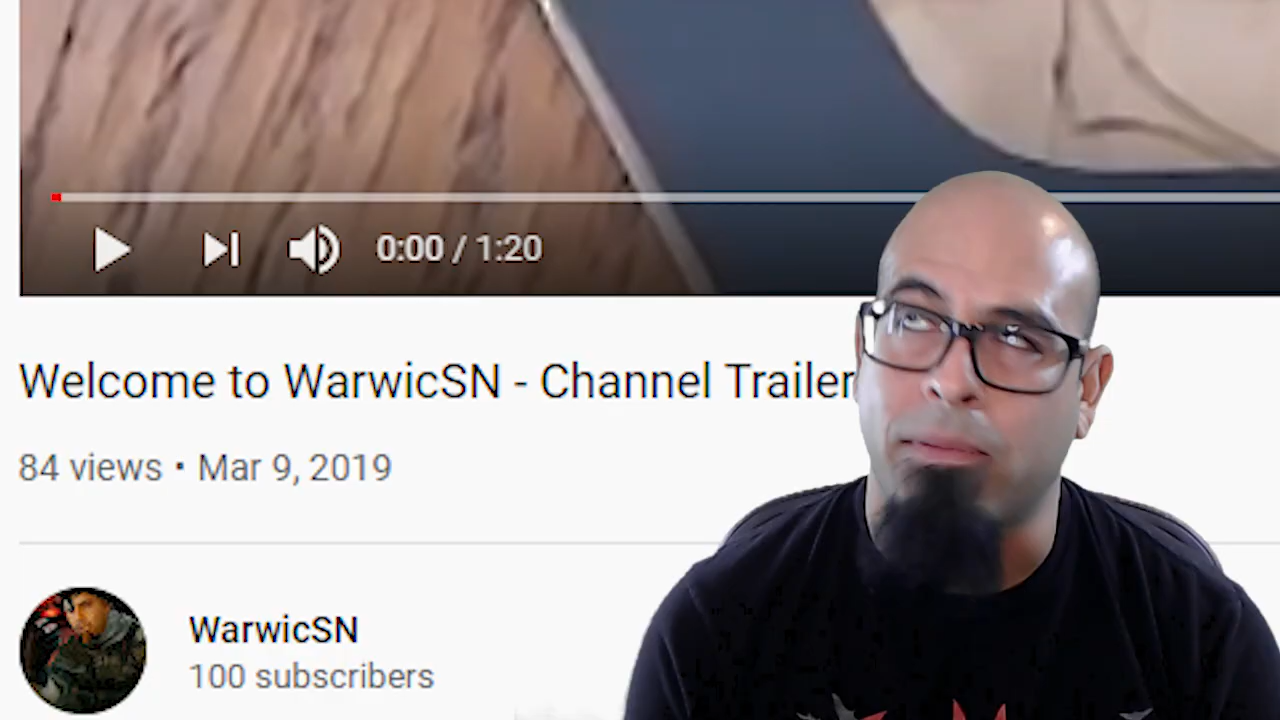 0:00 / 1:20
Welcome to WarwicSN - Channel Trailer
84 views • Mar 9, 2019
WarwicSN
100 subscribers